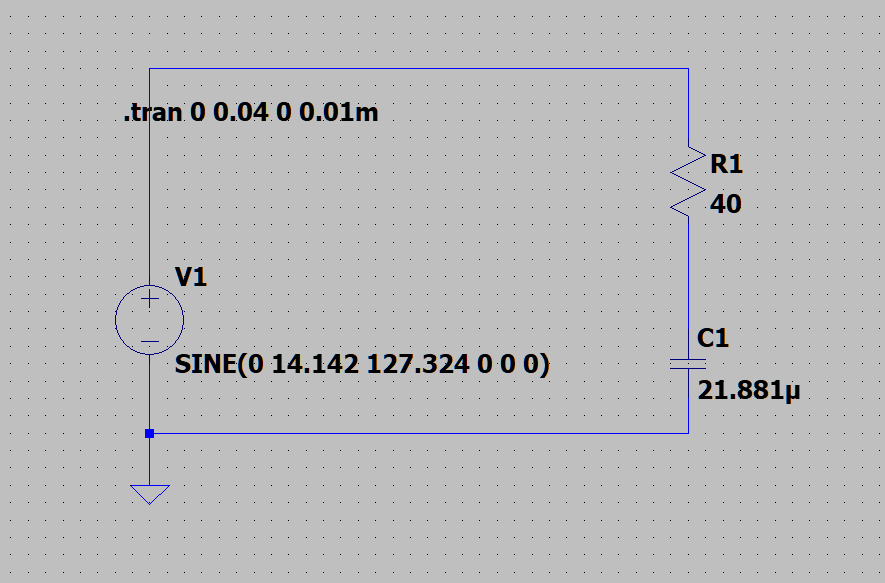 .tran 0 0.04 0 0.01m
R1
40
V1
SINE(0 14.142 127.324 0 0 0)
C1
21.881µ